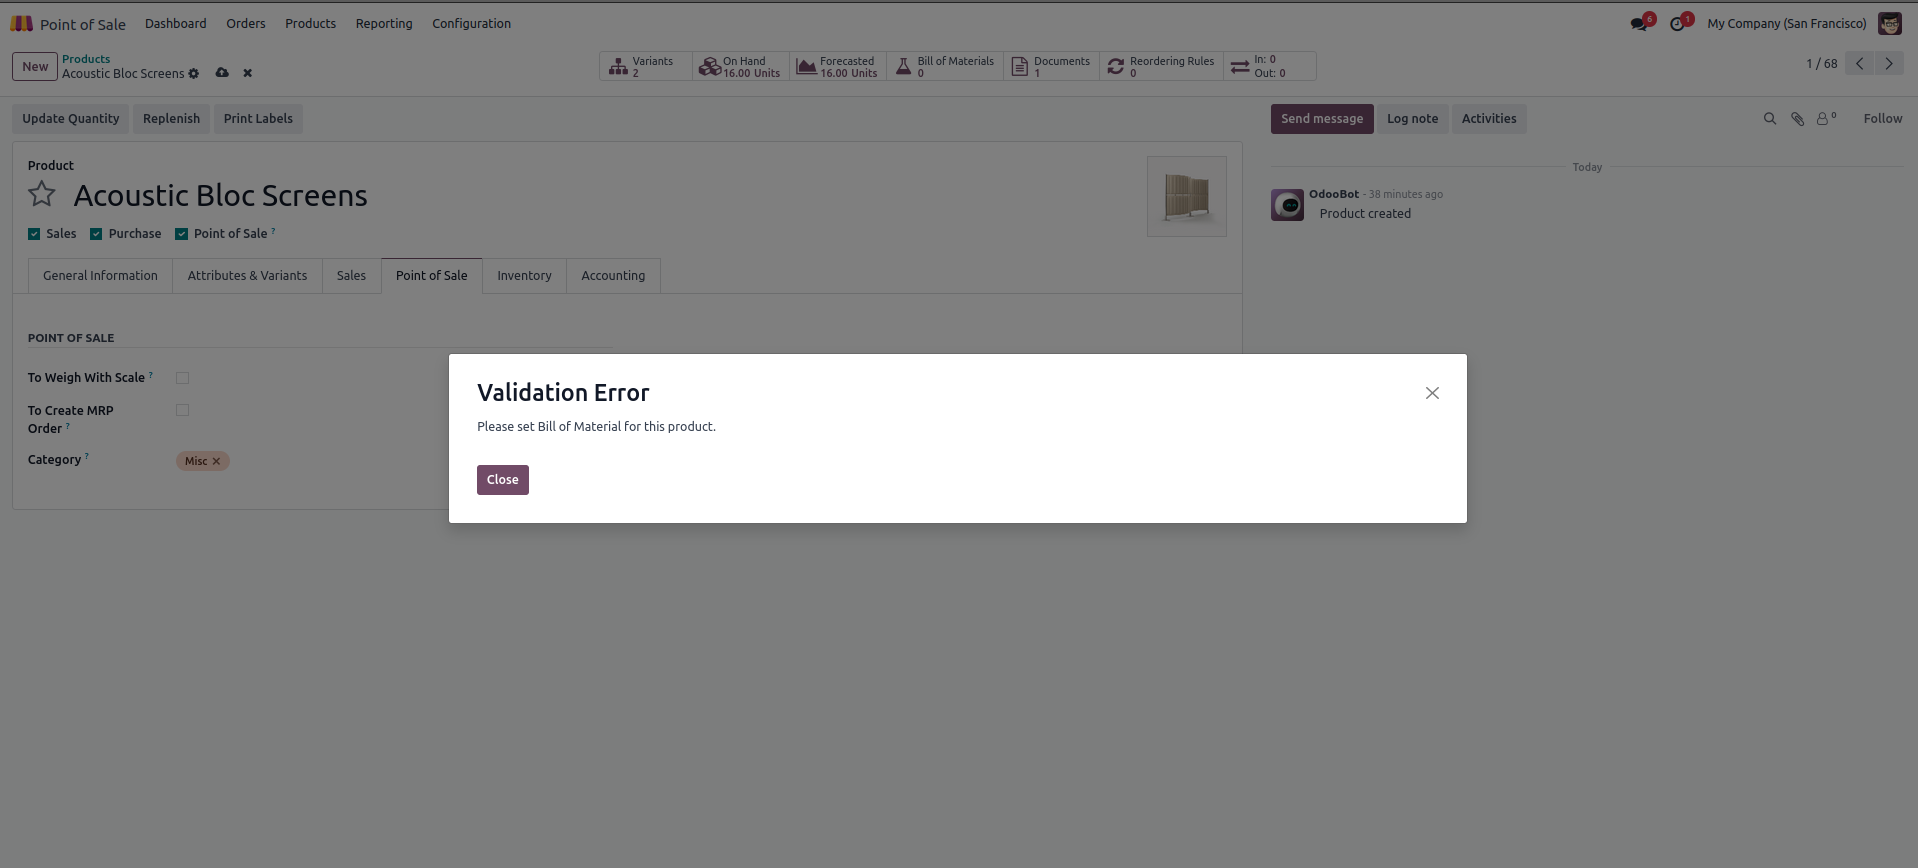 Point of Sale Dashboard Orders Products Reporting Configuration 6 1 My Company (San Francisco)
New Products
Acoustic Bloc Screens
Variants
2
On Hand
16.00 Units
Forecasted
16.00 Units
Bill of Materials
0
Documents
1
Reordering Rules
0
In: 0
Out: 0
1 / 68
Update Quantity Replenish Print Labels
Send message Log note Activities 0 Follow
Product
Acoustic Bloc Screens
Sales Purchase Point of Sale ?
General Information Attributes & Variants Sales Point of Sale Inventory Accounting
Today
OdooBot - 38 minutes ago
Product created
POINT OF SALE
To Weigh With Scale ?
To Create MRP
Order ?
Category ? Misc
Validation Error
Please set Bill of Material for this product.
Close